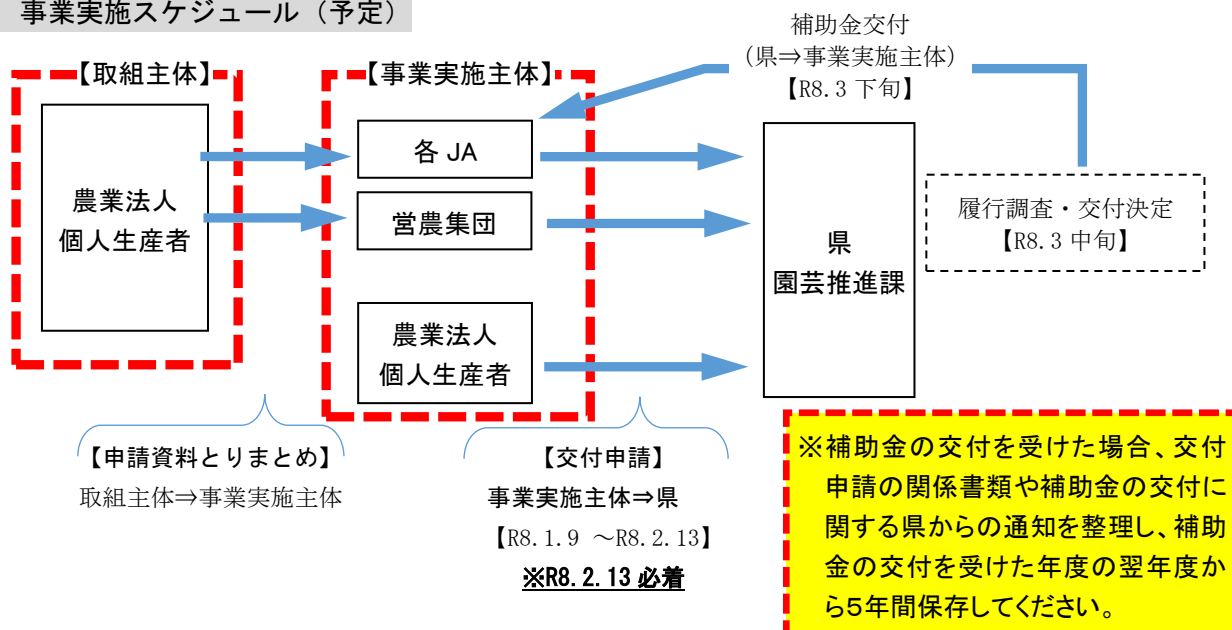 事業実施スケジュール（予定）
補助金交付
（県⇒事業実施主体）
【R8.3 下旬】
【取組主体】
【事業実施主体】
農業法人
個人生産者
各 JA
営農集団
農業法人
個人生産者
県
園芸推進課
履行調査・交付決定
【R8.3 中旬】
【申請資料とりまとめ】
取組主体⇒事業実施主体
【交付申請】
事業実施主体⇒県
【R8.1.9 ～R8.2.13】
※R8.2.13 必着
※補助金の交付を受けた場合、交付
申請の関係書類や補助金の交付に
関する県からの通知を整理し、補助
金の交付を受けた年度の翌年度か
ら5年間保存してください。